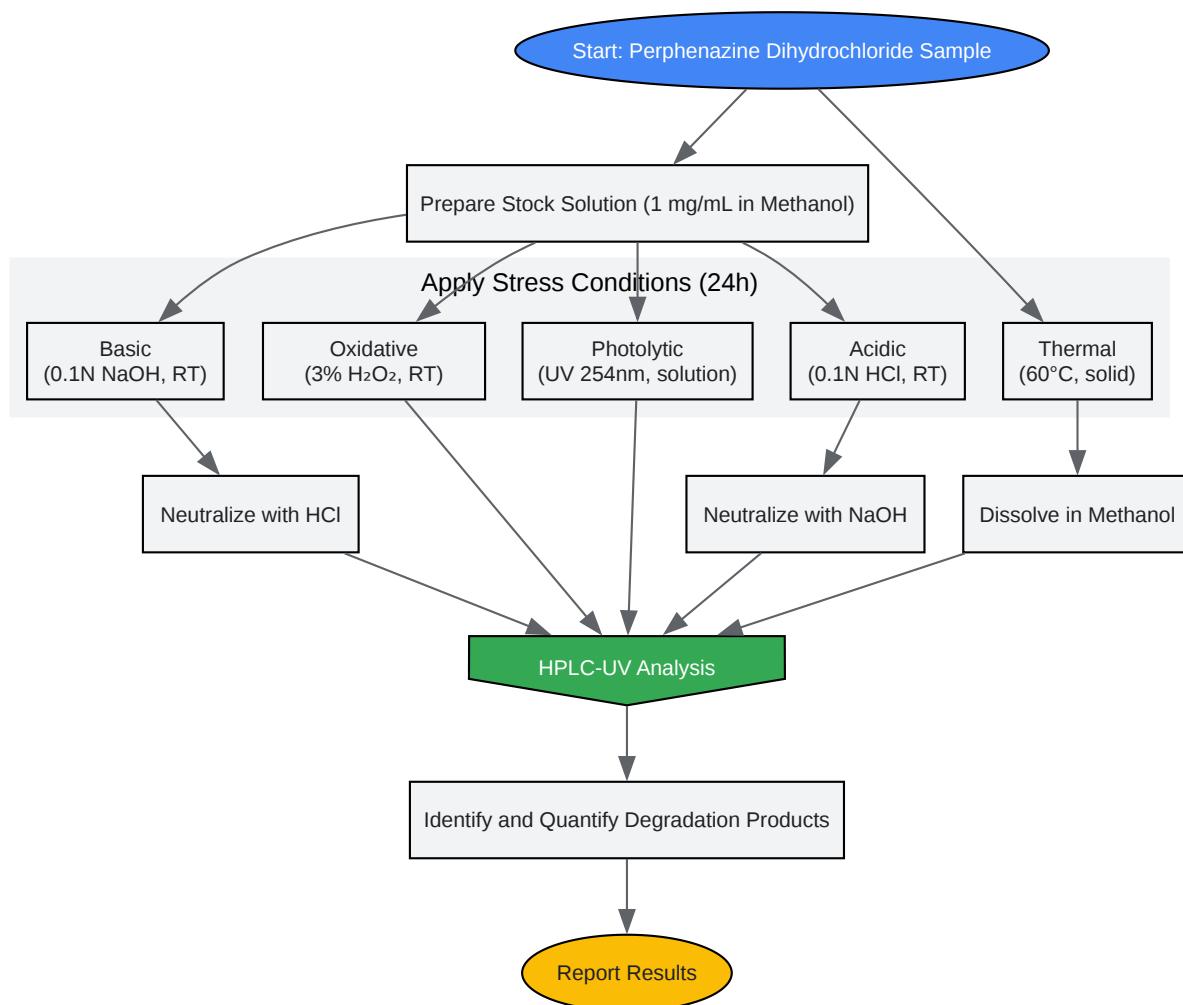 Start: Perphenazine Dihydrochloride Sample
Prepare Stock Solution (1 mg/mL in Methanol)
Apply Stress Conditions (24h)
Basic
(0.1N NaOH, RT)
Oxidative
(3% H₂O₂, RT)
Photolytic
(UV 254nm, solution)
Acidic
(0.1N HCl, RT)
Thermal
(60°C, solid)
Neutralize with HCl
Neutralize with NaOH
Dissolve in Methanol
HPLC-UV Analysis
Identify and Quantify Degradation Products
Report Results